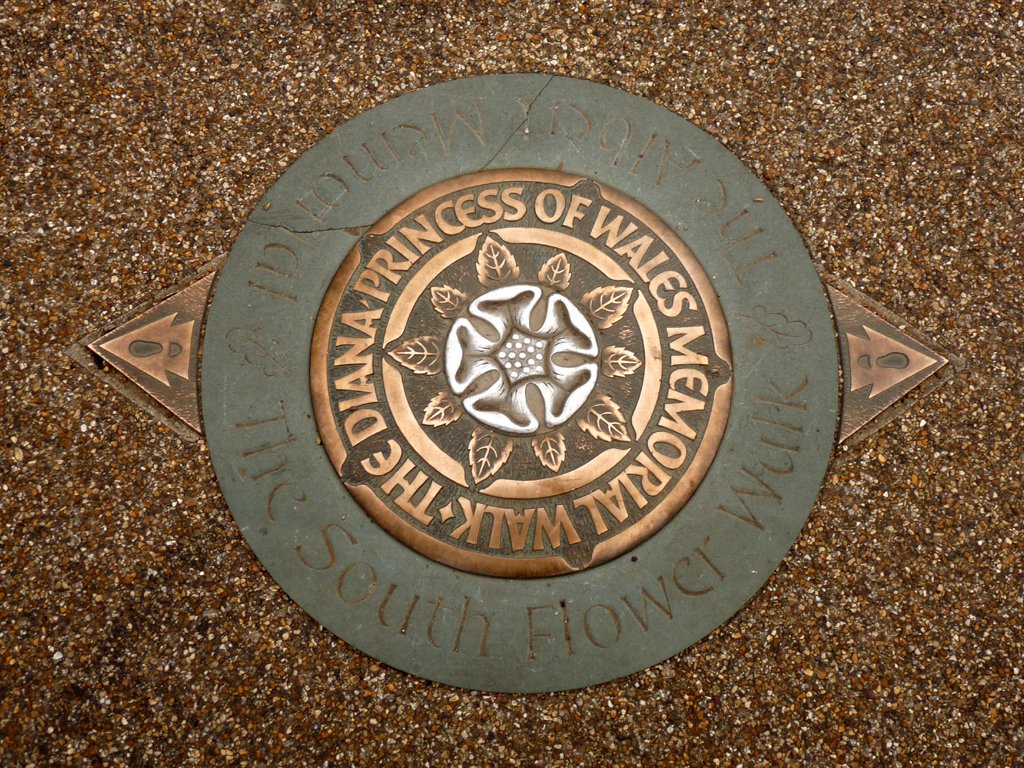 THE DIANA PRINCESS OF WALES MEMORIAL WALK
The Albert Memorial
The South Flower Walk